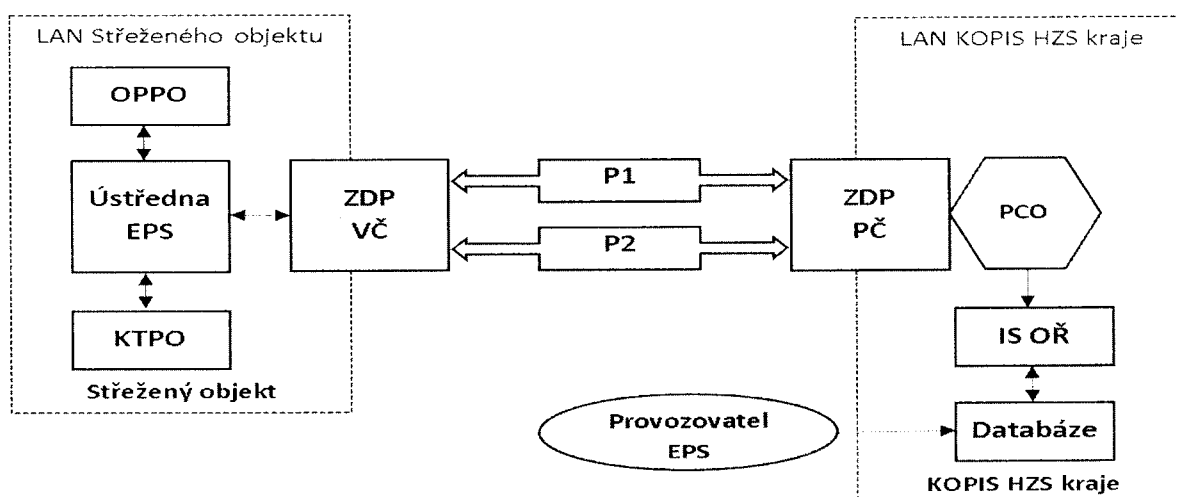 LAN Střeženého objektu
OPPO
Ústředna
EPS
KTPO
Střežený objekt
ZDP
VČ
P1
P2
ZDP
PČ
LAN KOPIS HZS kraje
PCO
IS OŘ
Databáze
KOPIS HZS kraje
Provozovatel
EPS